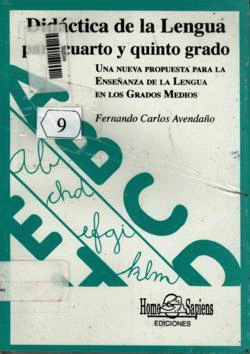 Didáctica de la Lengua
para cuarto y quinto grado
UNA NUEVA PROPUESTA PARA LA
ENSEÑANZA DE LA LENGUA
EN LOS GRADOS MEDIOS
9
Fernando Carlos Avendaño
A B C D E
ab
chd
efgi
klm
Homo Sapiens
EDICIONES